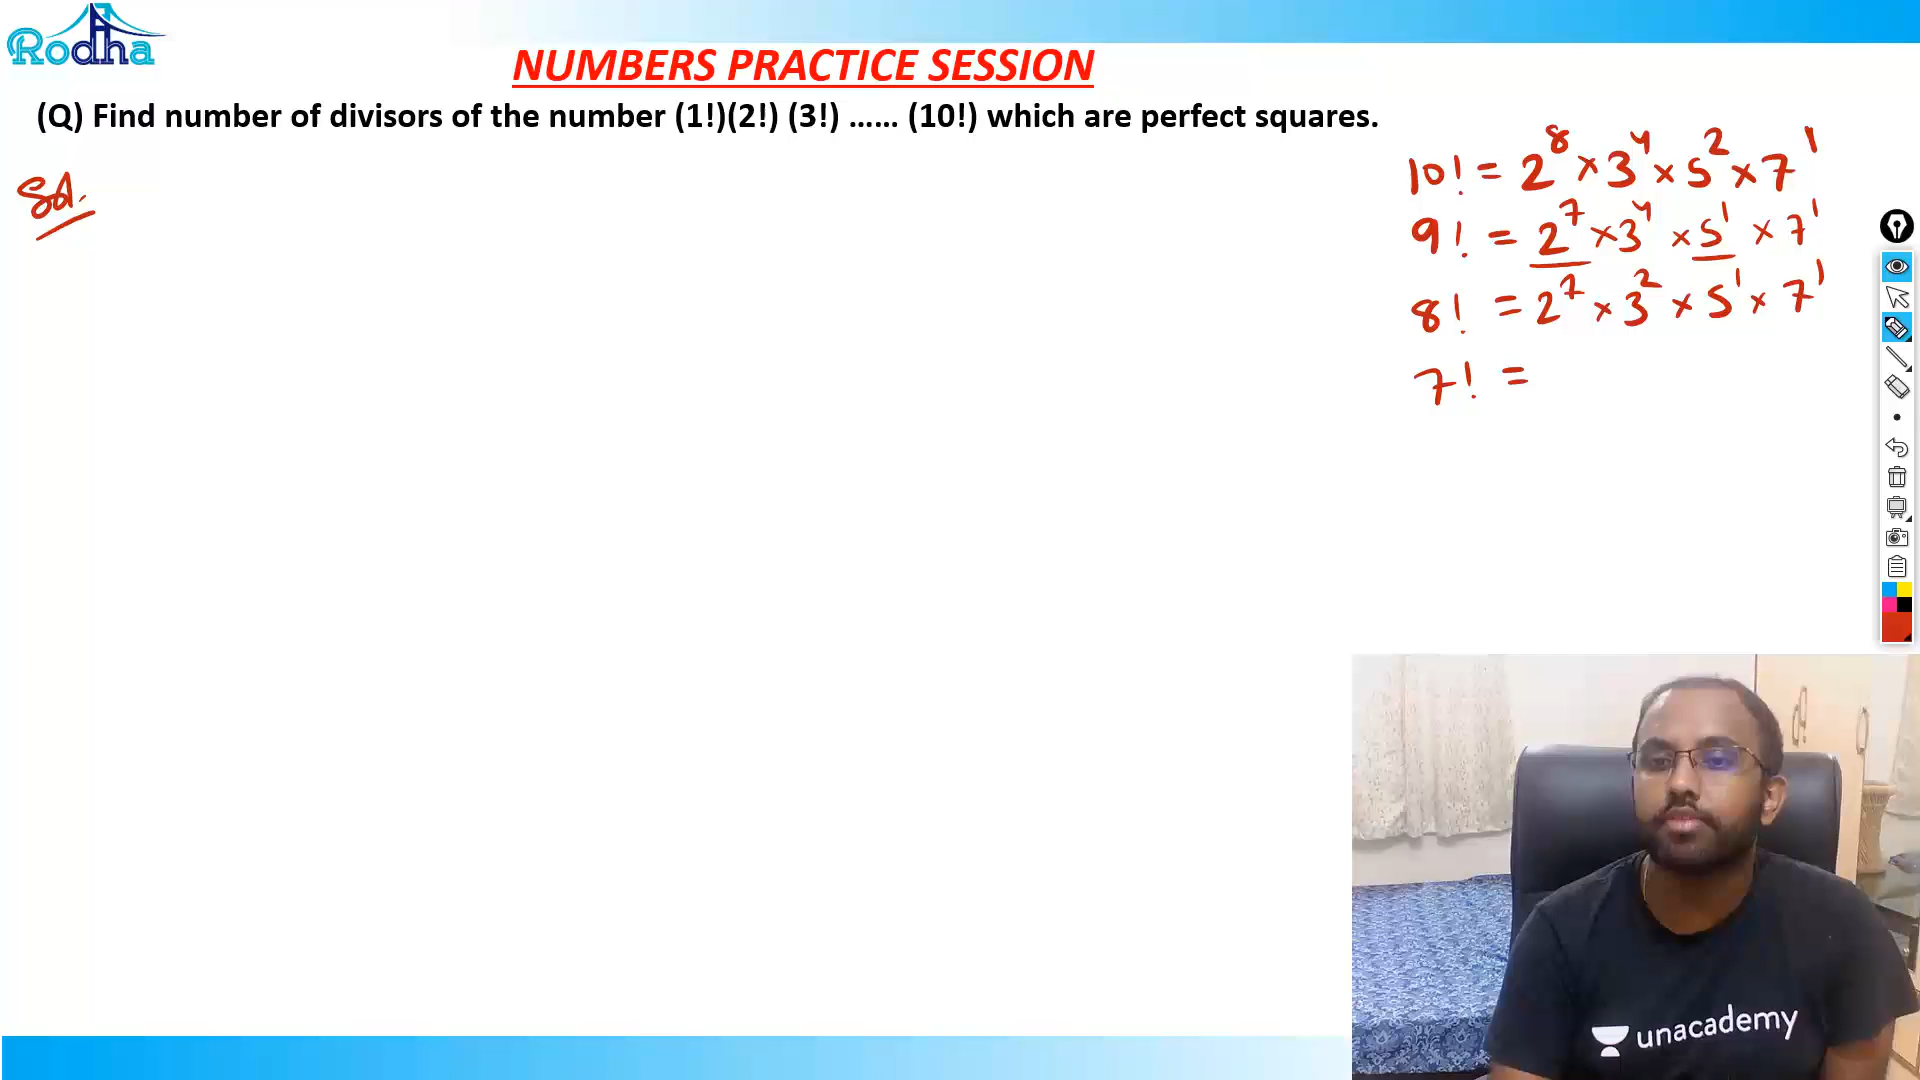 Rodha
NUMBERS PRACTICE SESSION
(Q) Find number of divisors of the number (1!)(2!) (3!) …… (10!) which are perfect squares.
Sol.
10! = 2^8 × 3^4 × 5^2 × 7^1
9! = 2^7 × 3^4 × 5^1 × 7^1
8! = 2^7 × 3^2 × 5^1 × 7^1
7! =
unacademy